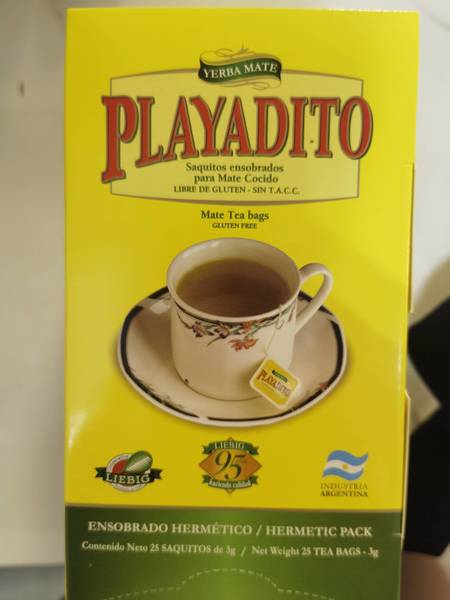 YERBA MATE
PLAYADITO
Saquitos ensobrados
para Mate Cocido
LIBRE DE GLUTEN - SIN T.A.C.C.
Mate Tea bags
GLUTEN FREE
PLAYADITO
LIEBIG
LIEBIG
95
haciendo calidad
INDUSTRIA
ARGENTINA
ENSOBRADO HERMÉTICO / HERMETIC PACK
Contenido Neto 25 SAQUITOS de 3g / Net Weight 25 TEA BAGS - 3g